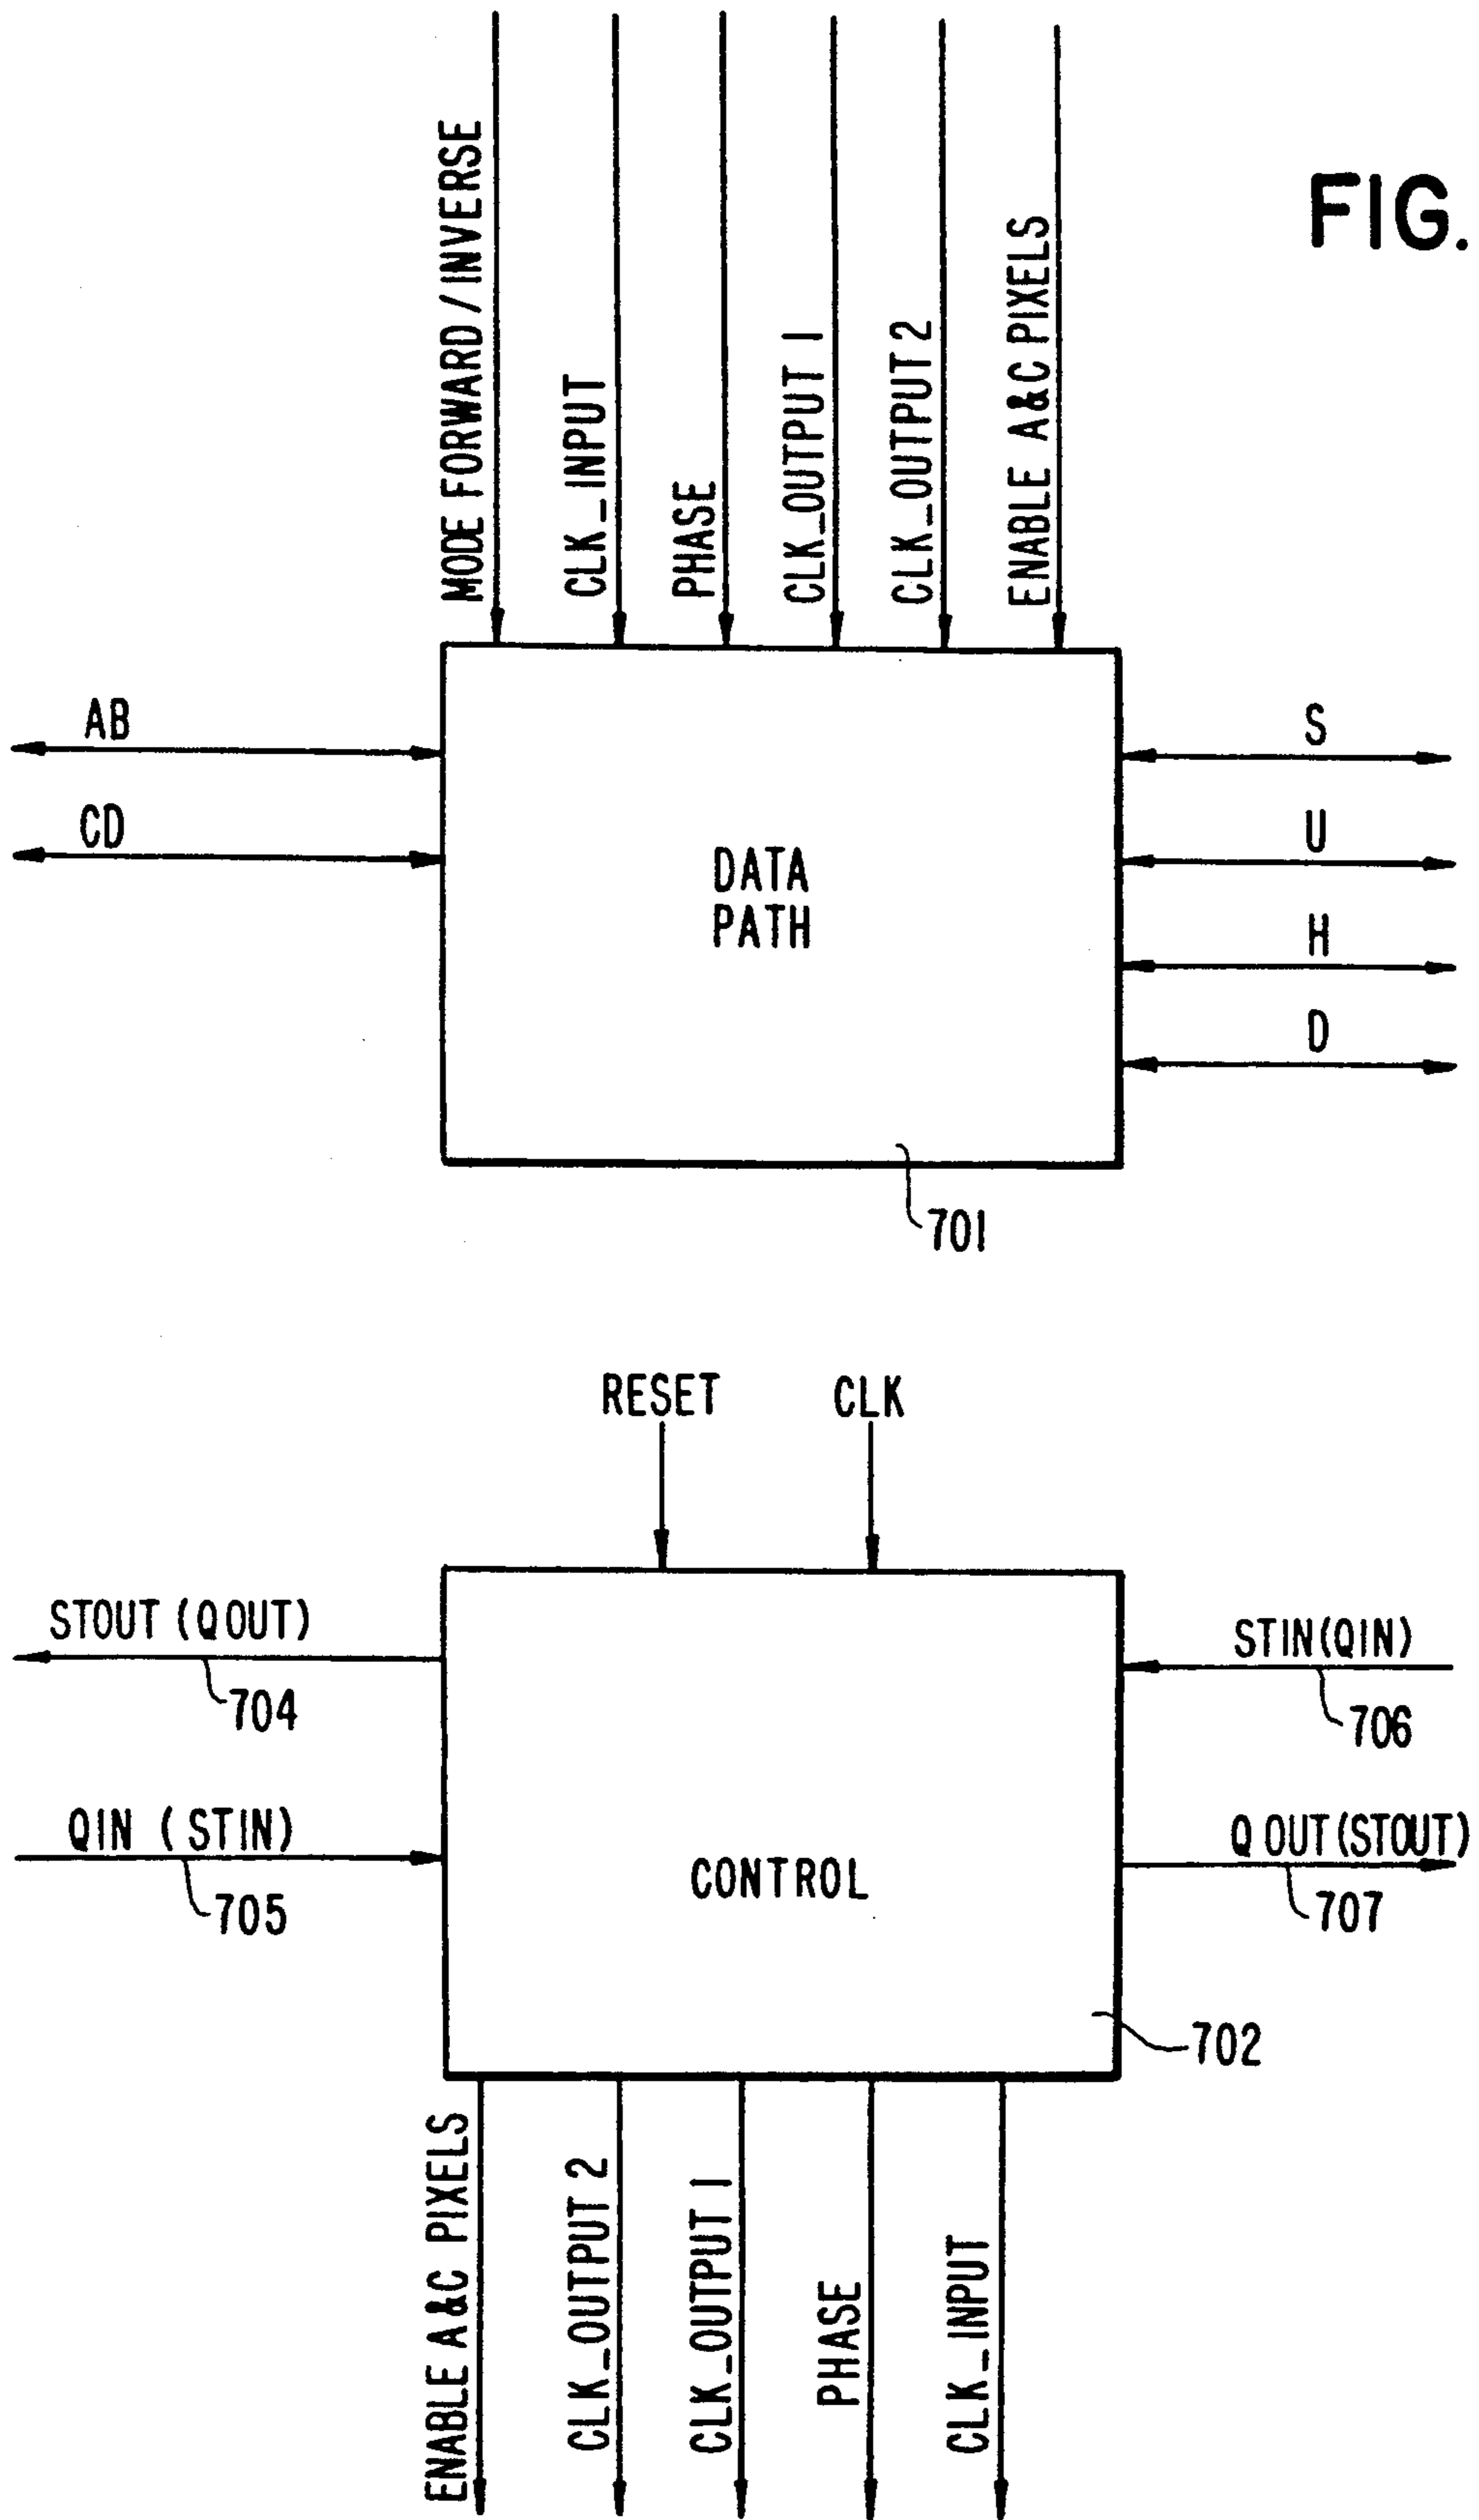 FIG.
MODE FORWARD/INVERSE
CLK_INPUT
PHASE
CLK_OUTPUT 1
CLK_OUTPUT 2
ENABLE A&C PIXELS
AB
CD
S
U
H
D
DATA
PATH
701
RESET
CLK
STOUT (QOUT)
704
STIN(QIN)
706
QIN (STIN)
705
Q OUT(STOUT)
707
CONTROL
702
ENABLE A&C PIXELS
CLK_OUTPUT 2
CLK_OUTPUT 1
PHASE
CLK_INPUT